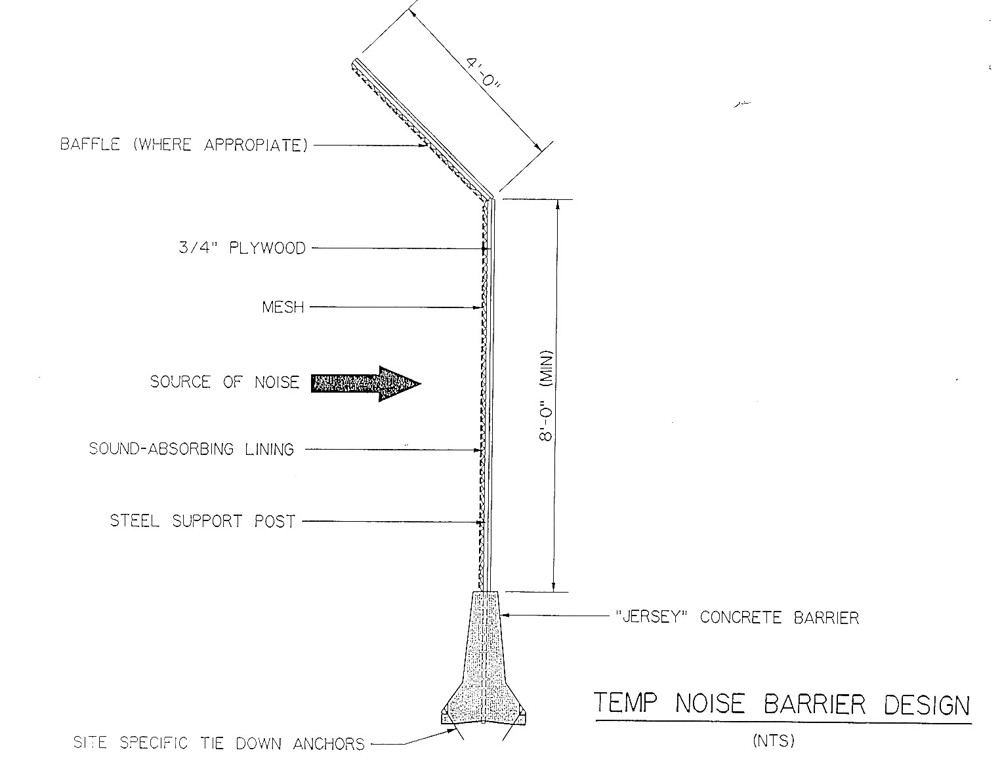 4'-0"
BAFFLE (WHERE APPROPIATE)
3/4" PLYWOOD
MESH
SOURCE OF NOISE
8'-0" (MIN)
SOUND-ABSORBING LINING
STEEL SUPPORT POST
"JERSEY" CONCRETE BARRIER
TEMP NOISE BARRIER DESIGN
(NTS)
SITE SPECIFIC TIE DOWN ANCHORS